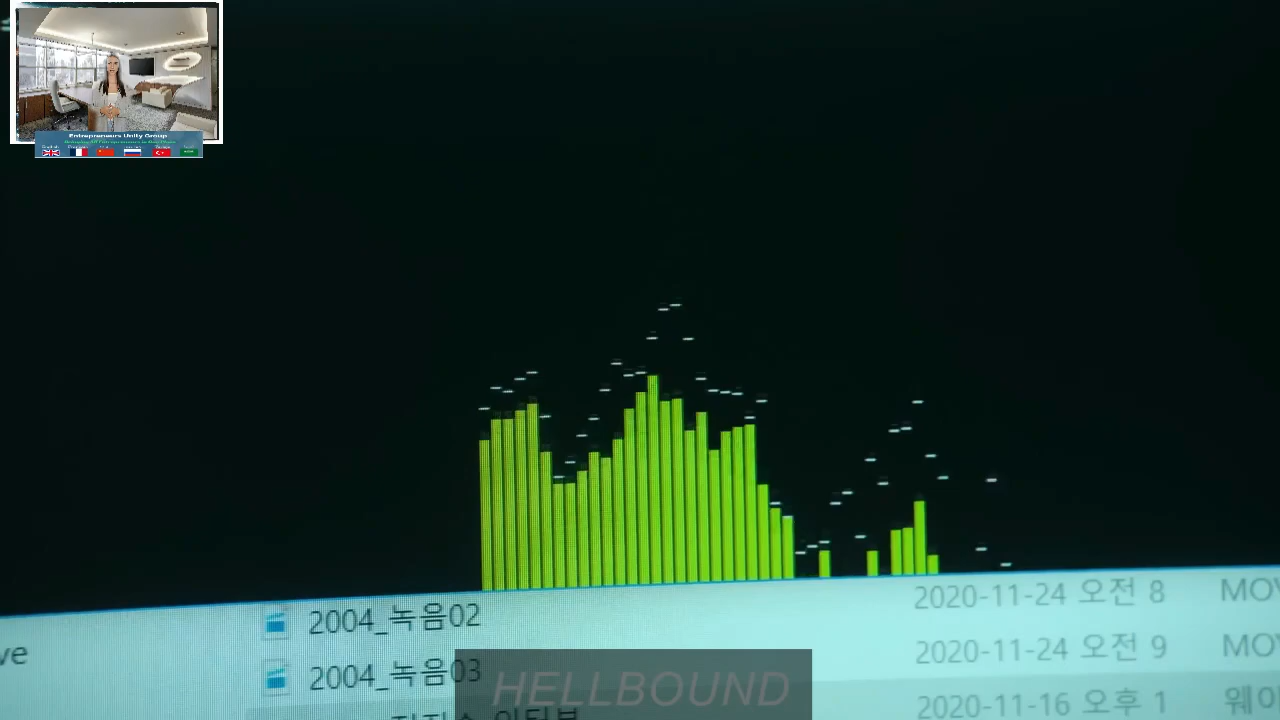 Entrepreneurs Unity Group
ve
2004_녹음02
2020-11-24 오전 8
MOV
2004_녹음03
2020-11-24 오전 9
MOV
2020-11-16 오후 1
웨이
HELLBOUND